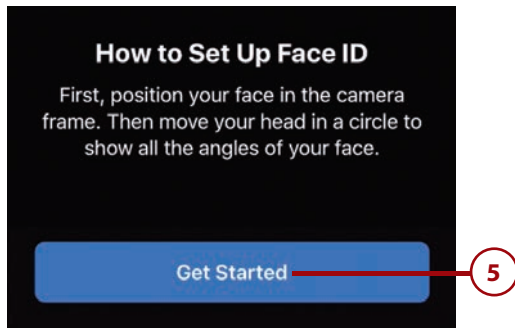 How to Set Up Face ID
First, position your face in the camera
frame. Then move your head in a circle to
show all the angles of your face.
Get Started
5